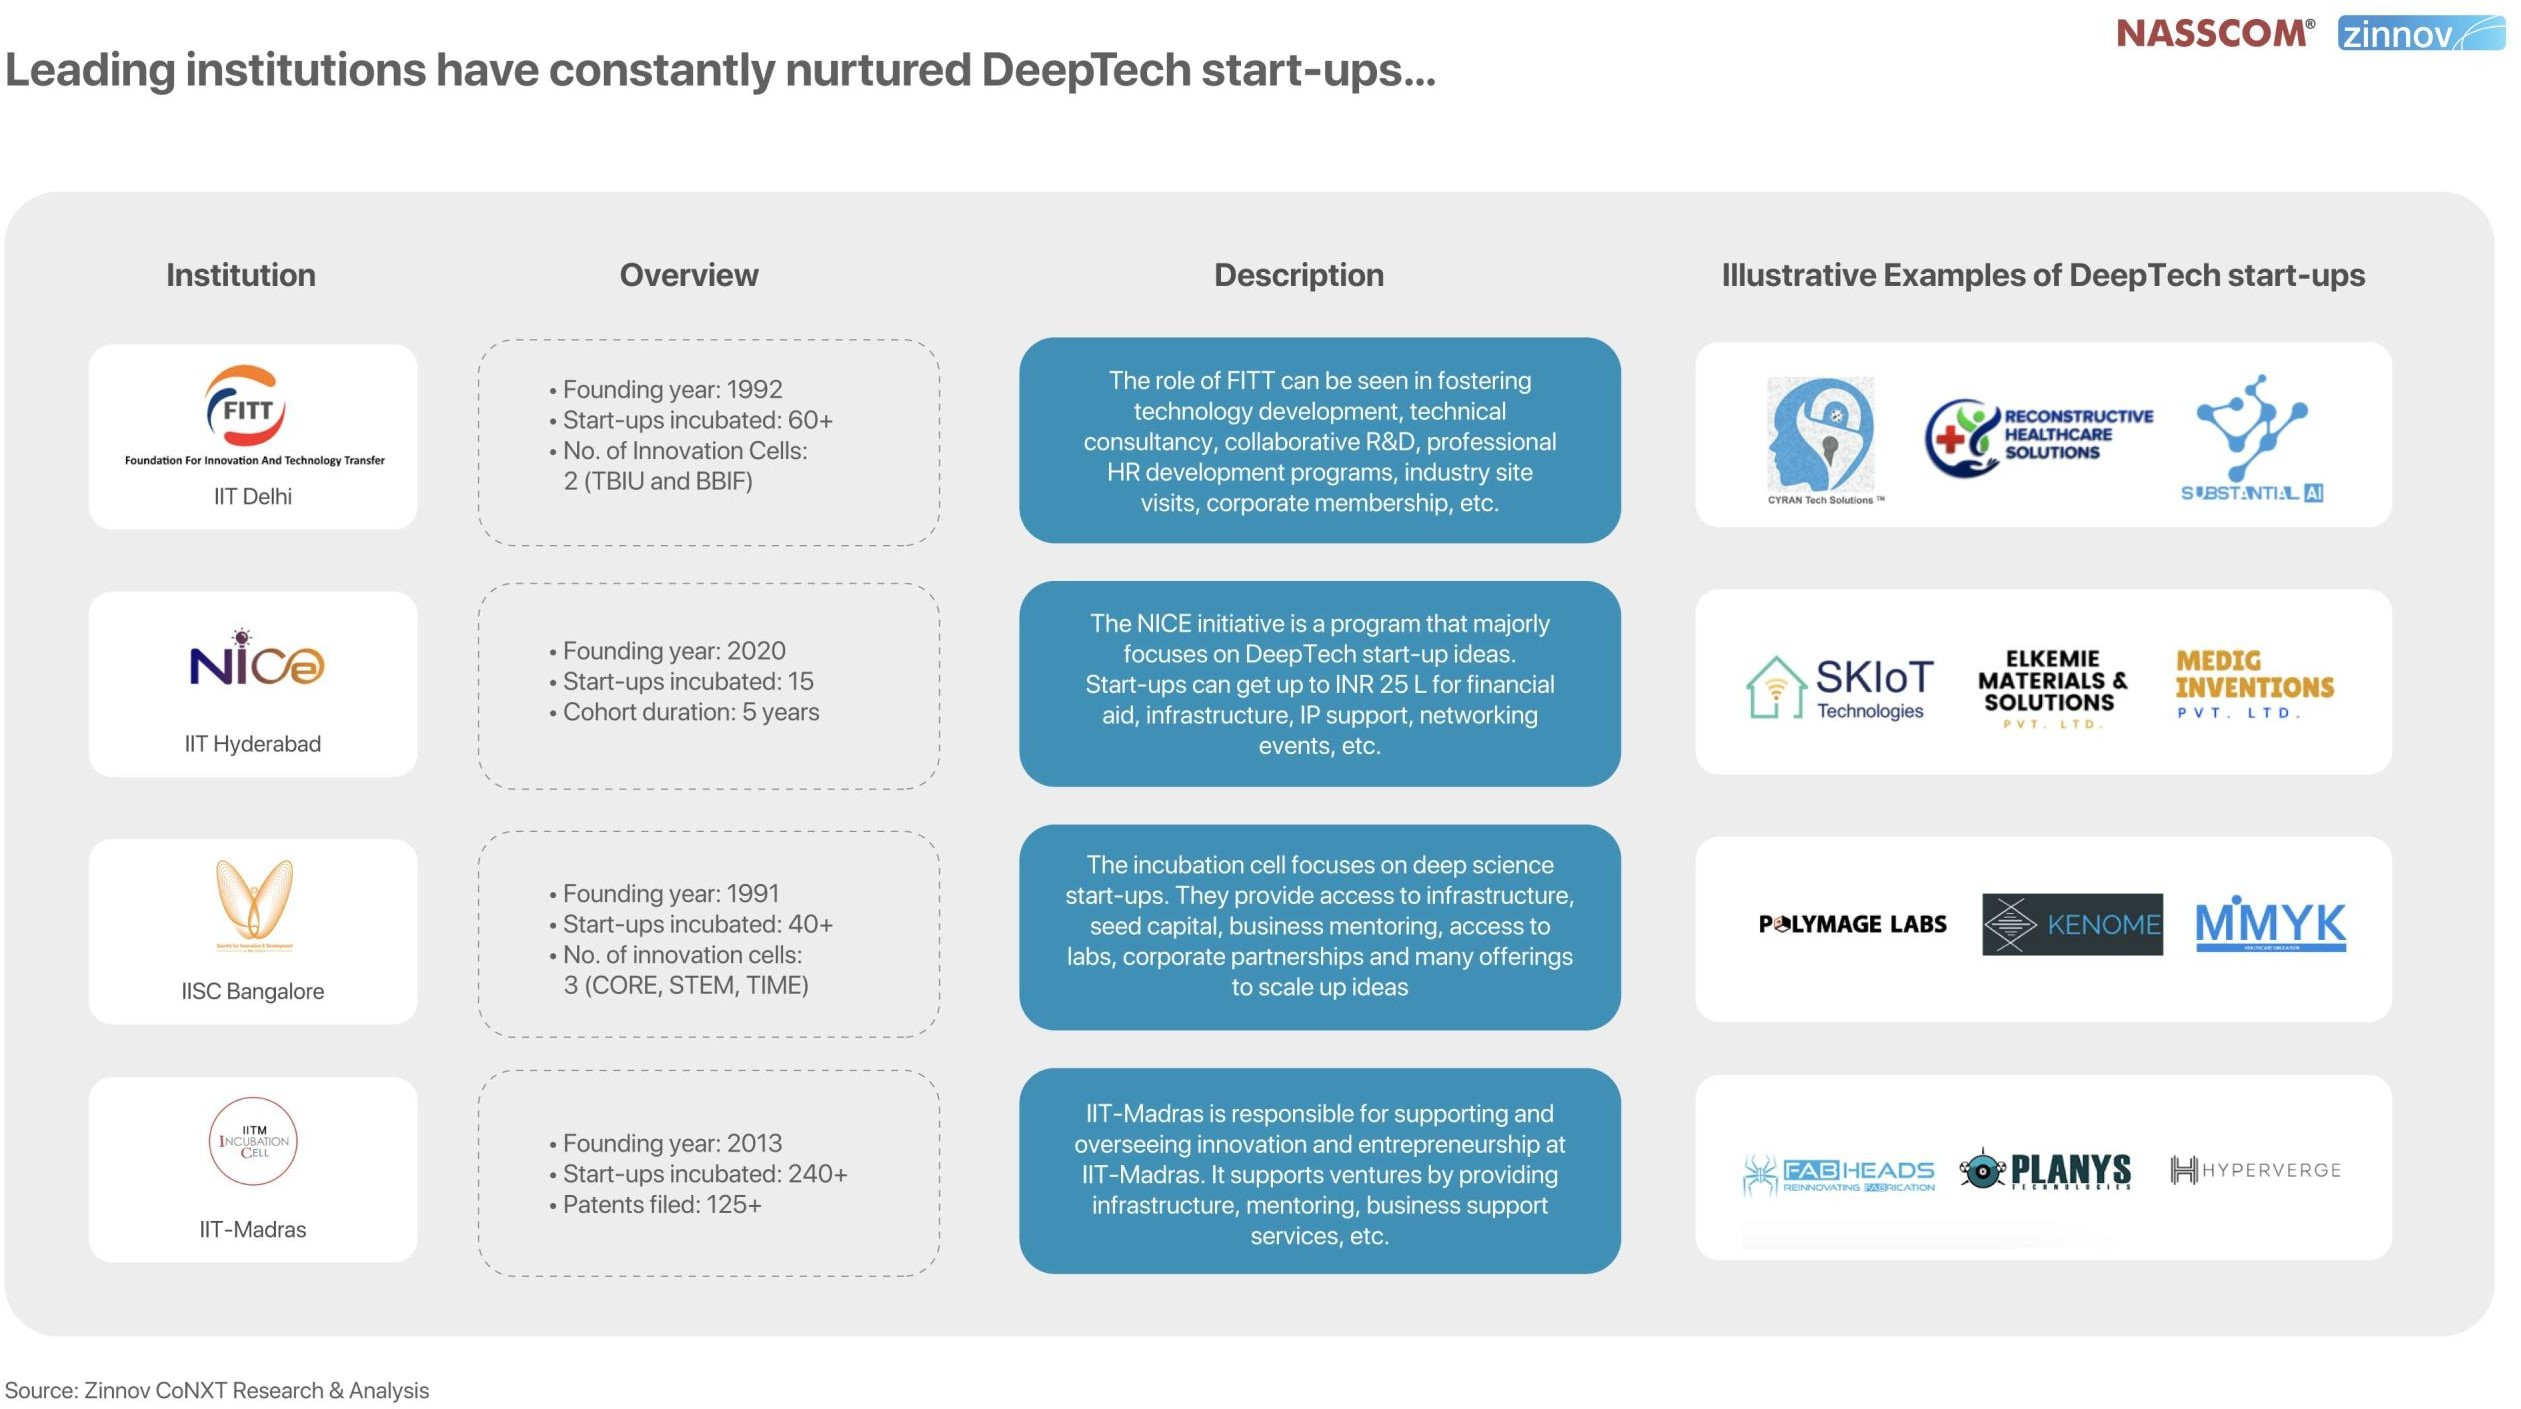 NASSCOM®
zinnov
Leading institutions have constantly nurtured DeepTech start-ups...
Institution
Overview
Description
Illustrative Examples of DeepTech start-ups
FITT
Foundation For Innovation And Technology Transfer
IIT Delhi
• Founding year: 1992
• Start-ups incubated: 60+
• No. of Innovation Cells:
2 (TBIU and BBIF)
The role of FITT can be seen in fostering
technology development, technical
consultancy, collaborative R&D, professional
HR development programs, industry site
visits, corporate membership, etc.
CYRAN Tech Solutions ™
RECONSTRUCTIVE
HEALTHCARE
SOLUTIONS
SUBSTANTIAL AI
NICe
IIT Hyderabad
• Founding year: 2020
• Start-ups incubated: 15
• Cohort duration: 5 years
The NICE initiative is a program that majorly
focuses on DeepTech start-up ideas.
Start-ups can get up to INR 25 L for financial
aid, infrastructure, IP support, networking
events, etc.
SKIoT
Technologies
ELKEMIE
MATERIALS &
SOLUTIONS
PVT. LTD.
MEDIG
INVENTIONS
PVT. LTD.
Society for Innovation & Development
IISC Bangalore
• Founding year: 1991
• Start-ups incubated: 40+
• No. of innovation cells:
3 (CORE, STEM, TIME)
The incubation cell focuses on deep science
start-ups. They provide access to infrastructure,
seed capital, business mentoring, access to
labs, corporate partnerships and many offerings
to scale up ideas
POLYMAGE LABS
KENOME
MIMYK
HEALTHCARE SIMULATION
IITM
INCUBATION
CELL
IIT-Madras
• Founding year: 2013
• Start-ups incubated: 240+
• Patents filed: 125+
IIT-Madras is responsible for supporting and
overseeing innovation and entrepreneurship at
IIT-Madras. It supports ventures by providing
infrastructure, mentoring, business support
services, etc.
FABHEADS
REINNOVATING FABRICATION
PLANYS
TECHNOLOGIES
HYPERVERGE
Source: Zinnov CoNXT Research & Analysis